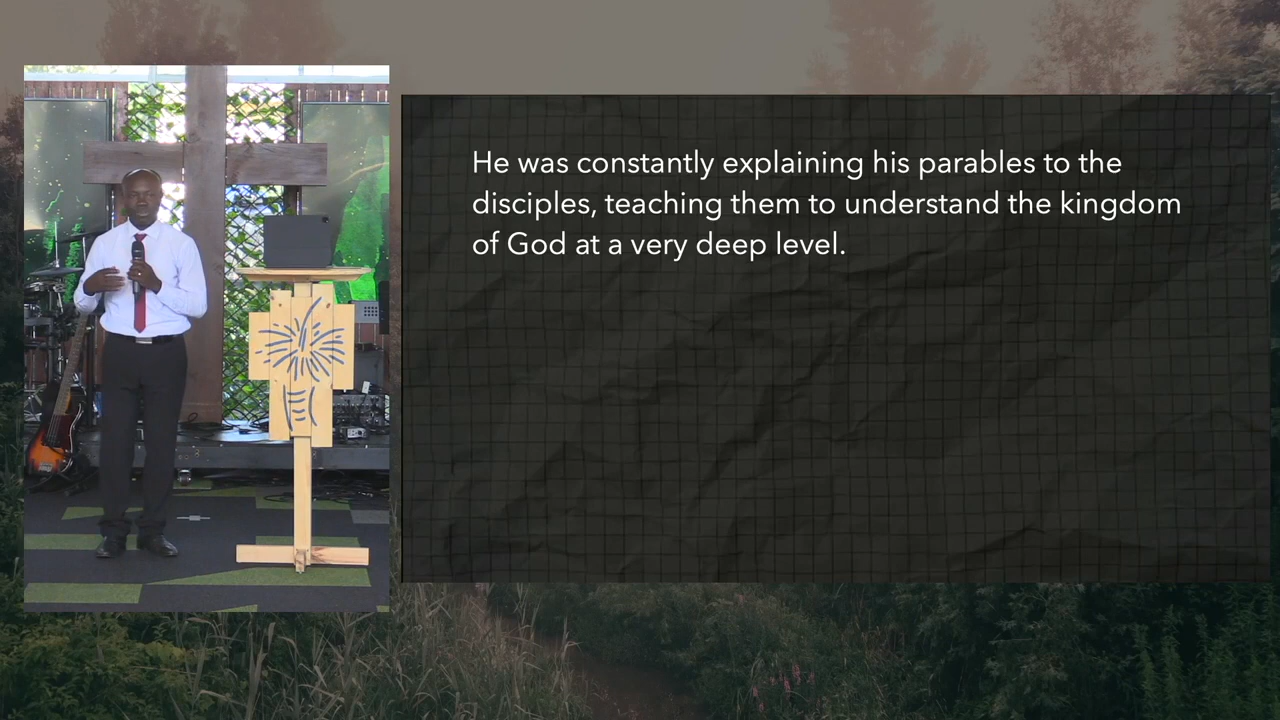 He was constantly explaining his parables to the
disciples, teaching them to understand the kingdom
of God at a very deep level.